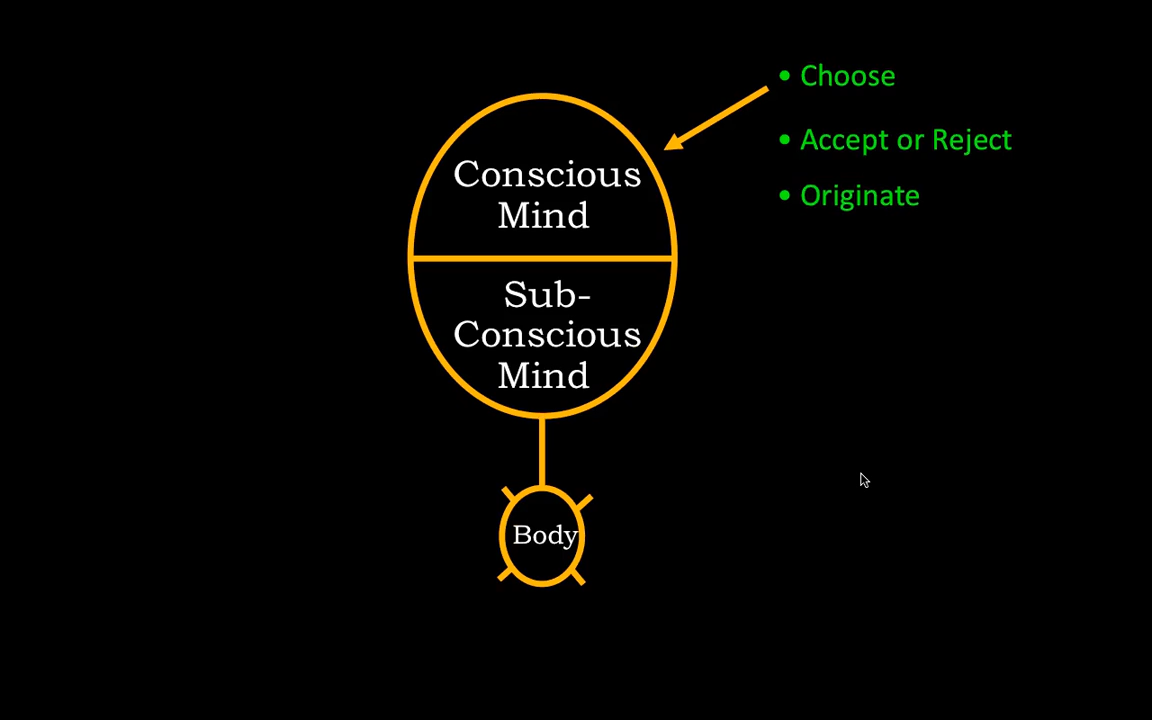 • Choose
• Accept or Reject
• Originate
Conscious
Mind
Sub-
Conscious
Mind
Body